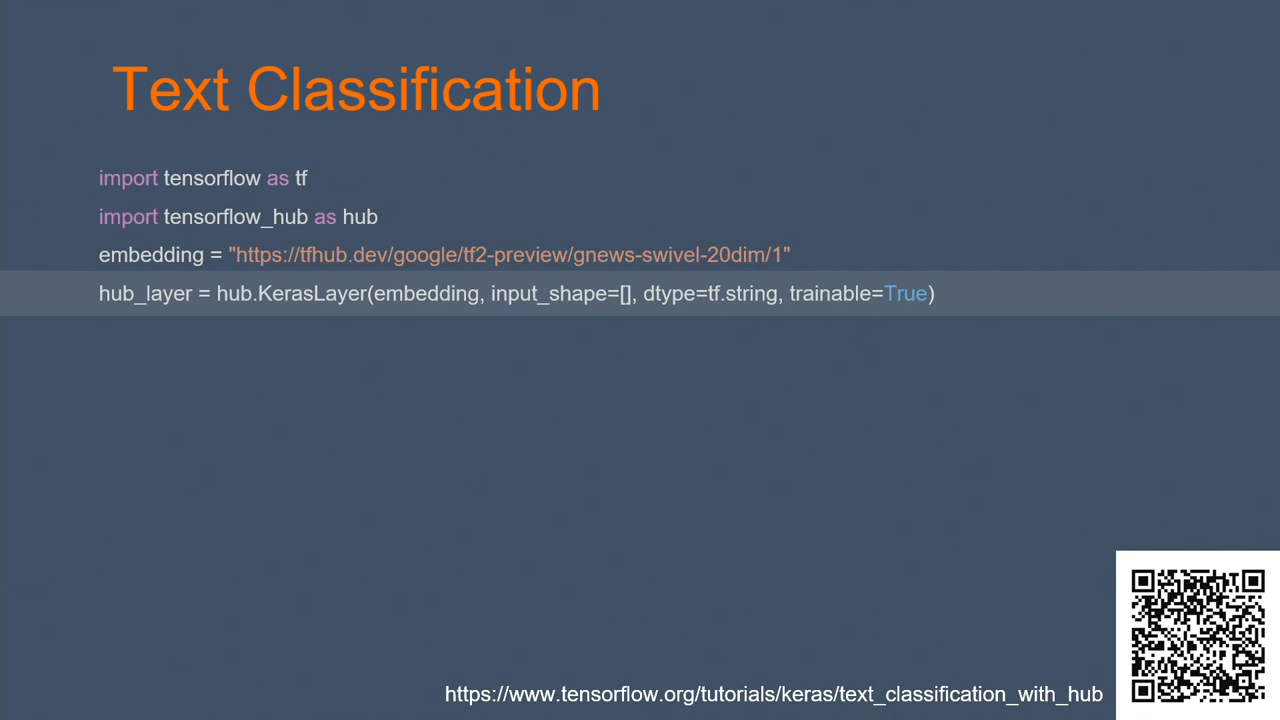 Text Classification
import tensorflow as tf
import tensorflow_hub as hub
embedding = "https://tfhub.dev/google/tf2-preview/gnews-swivel-20dim/1"
hub_layer = hub.KerasLayer(embedding, input_shape=[], dtype=tf.string, trainable=True)
https://www.tensorflow.org/tutorials/keras/text_classification_with_hub